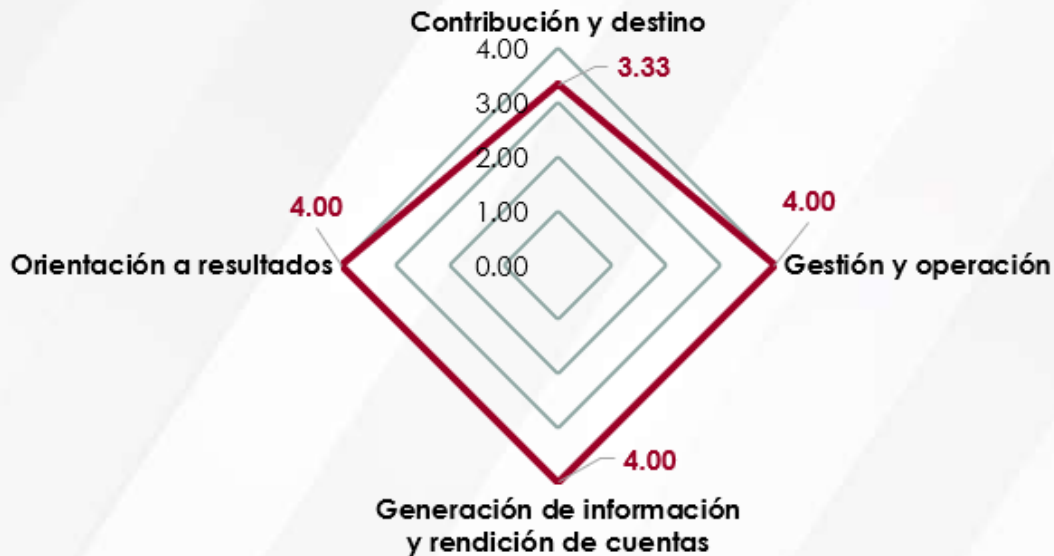 Contribución y destino
4.00
3.33
3.00
2.00
4.00
4.00
1.00
Orientación a resultados
0.00
Gestión y operación
4.00
Generación de información
y rendición de cuentas